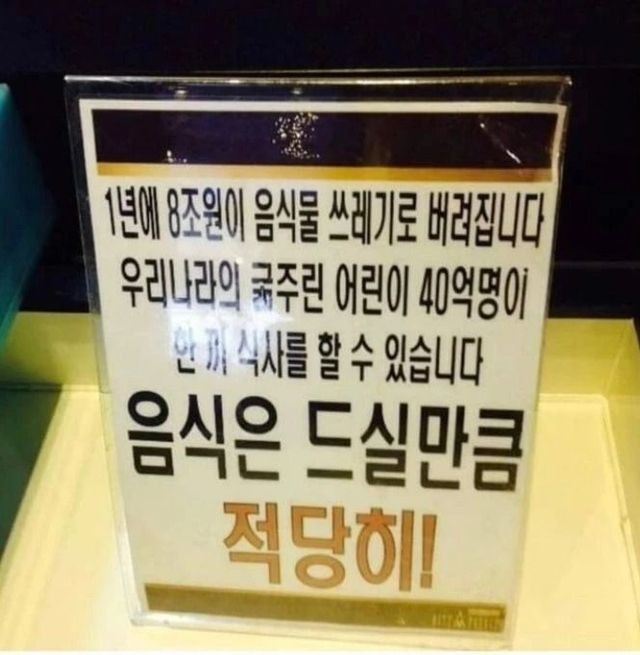 1년에 8조원이 음식물 쓰레기로 버려집니다
우리나라의 굶주린 어린이 40억명이
한 끼 식사를 할 수 있습니다
음식은 드실만큼
적당히!